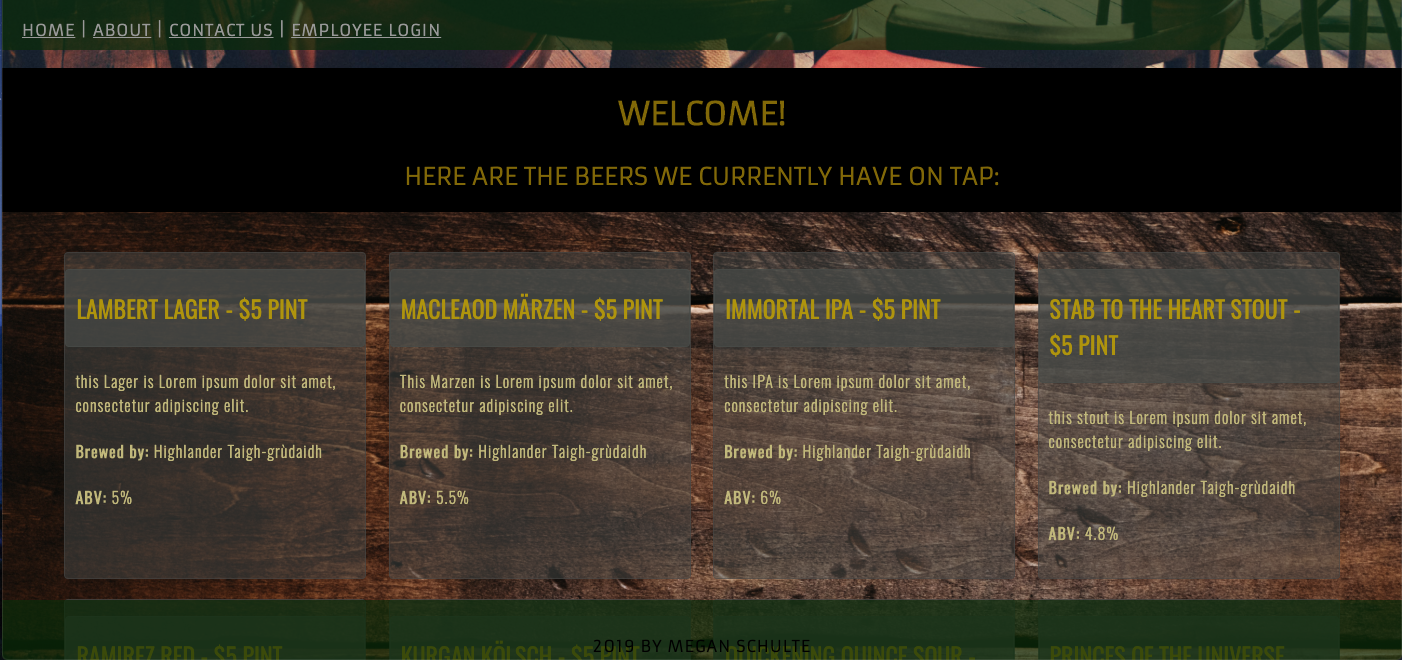 HOME | ABOUT | CONTACT US | EMPLOYEE LOGIN
WELCOME!
HERE ARE THE BEERS WE CURRENTLY HAVE ON TAP:
LAMBERT LAGER - $5 PINT
this Lager is Lorem ipsum dolor sit amet,
consectetur adipiscing elit.
Brewed by: Highlander Taigh-grùdaidh
ABV: 5%
MACLEAOD MÄRZEN - $5 PINT
This Marzen is Lorem ipsum dolor sit amet,
consectetur adipiscing elit.
Brewed by: Highlander Taigh-grùdaidh
ABV: 5.5%
IMMORTAL IPA - $5 PINT
this IPA is Lorem ipsum dolor sit amet,
consectetur adipiscing elit.
Brewed by: Highlander Taigh-grùdaidh
ABV: 6%
STAB TO THE HEART STOUT -
$5 PINT
this stout is Lorem ipsum dolor sit amet,
consectetur adipiscing elit.
Brewed by: Highlander Taigh-grùdaidh
ABV: 4.8%
RAMIREZ RED - $5 PINT
KURGAN KÖLSCH - $5 PINT
QUICKENING QUINCE SOUR -
PRINCES OF THE UNIVERSE
2019 BY MEGAN SCHULTE